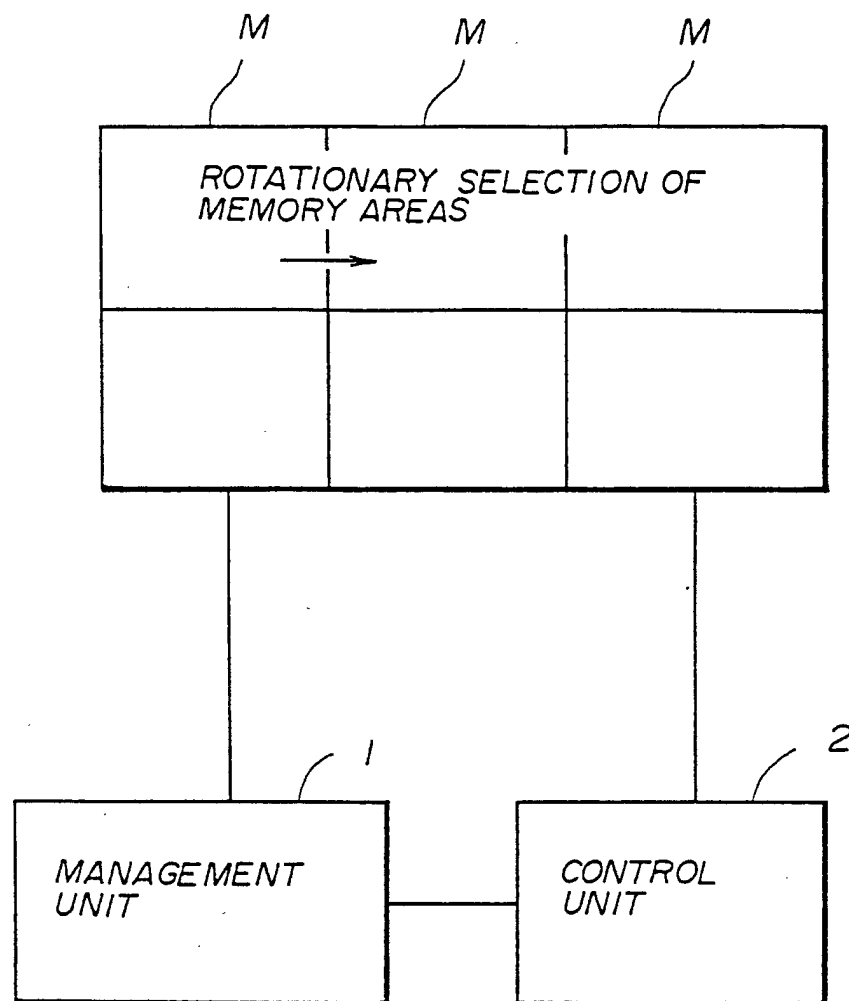 M M M
ROTATIONARY SELECTION OF
MEMORY AREAS
1 2
MANAGEMENT
UNIT
CONTROL
UNIT